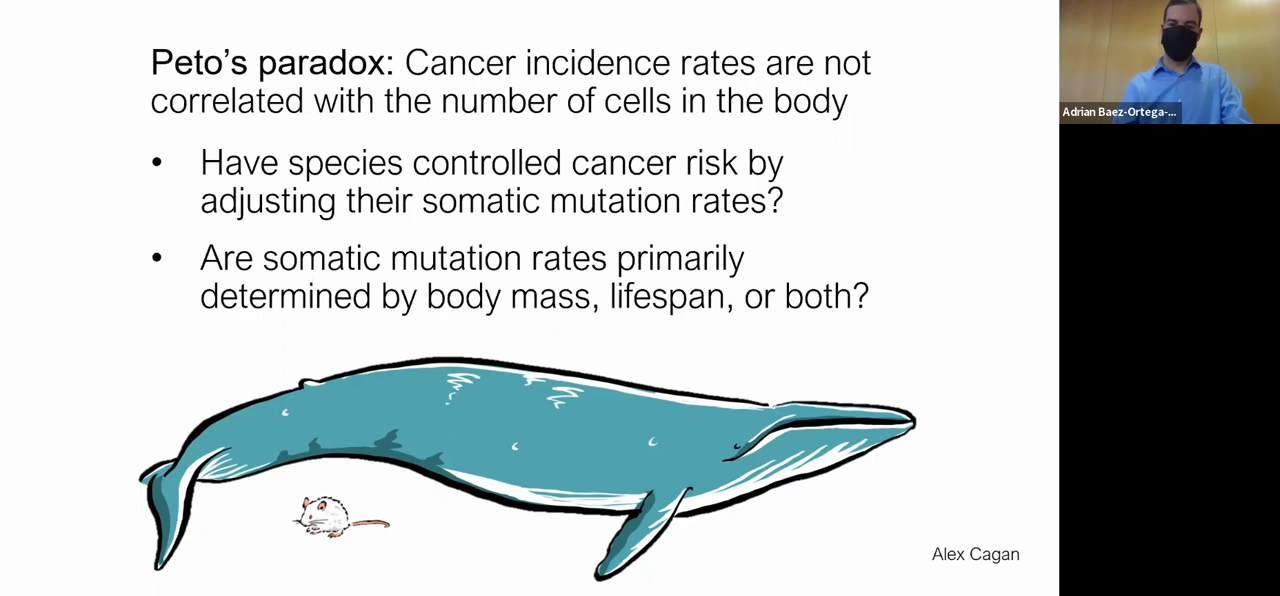 Peto’s paradox: Cancer incidence rates are not
correlated with the number of cells in the body
• Have species controlled cancer risk by
adjusting their somatic mutation rates?
• Are somatic mutation rates primarily
determined by body mass, lifespan, or both?
Alex Cagan
Adrian Baez-Ortega-...